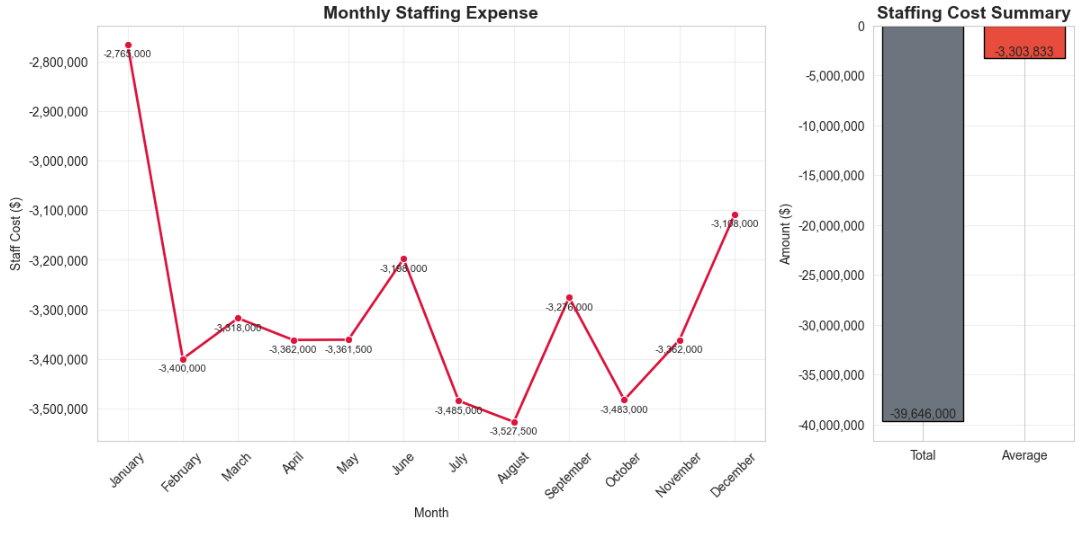 Monthly Staffing Expense
Staff Cost ($)
-2,800,000
-2,900,000
-3,000,000
-3,100,000
-3,200,000
-3,300,000
-3,400,000
-3,500,000
-2,765,000
-3,400,000
-3,318,000
-3,362,000
-3,361,500
-3,198,000
-3,485,000
-3,527,500
-3,276,000
-3,483,000
-3,362,000
-3,108,000
January
February
March
April
May
June
July
August
September
October
November
December
Month
Staffing Cost Summary
Amount ($)
0
-5,000,000
-10,000,000
-15,000,000
-20,000,000
-25,000,000
-30,000,000
-35,000,000
-40,000,000
-39,646,000
-3,303,833
Total
Average